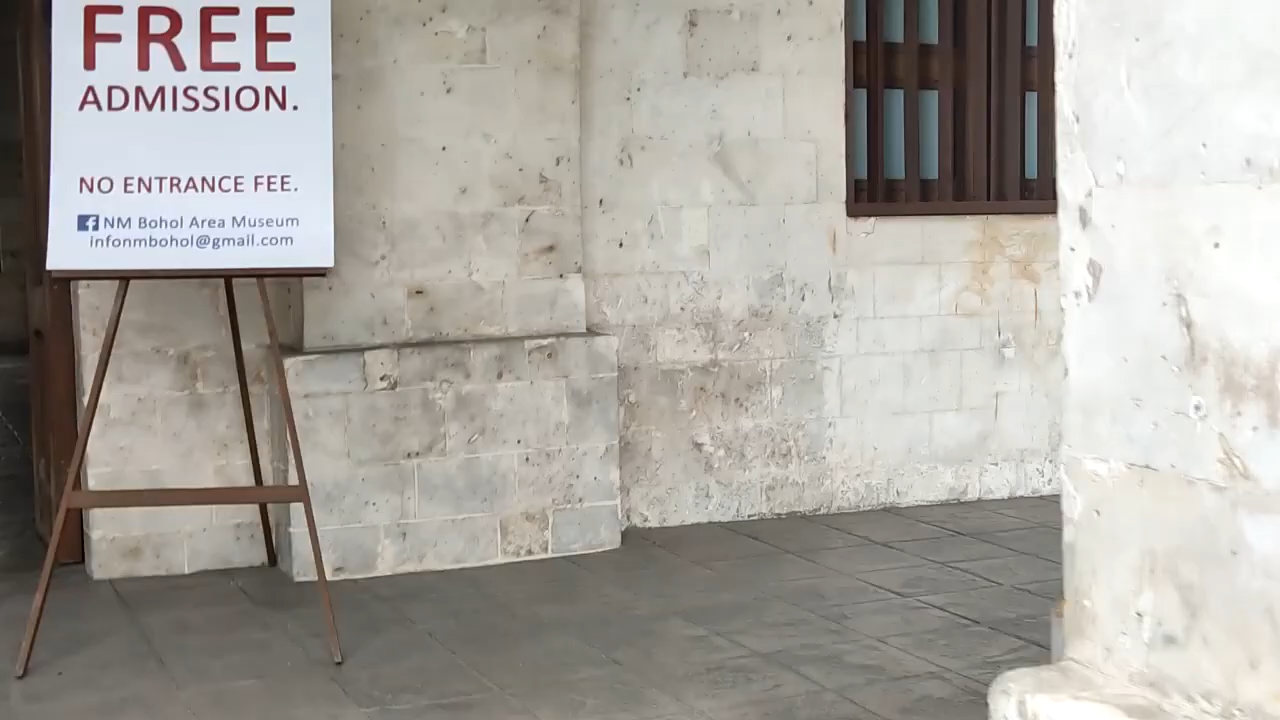 FREE
ADMISSION.
NO ENTRANCE FEE.
NM Bohol Area Museum
infonmbohol@gmail.com